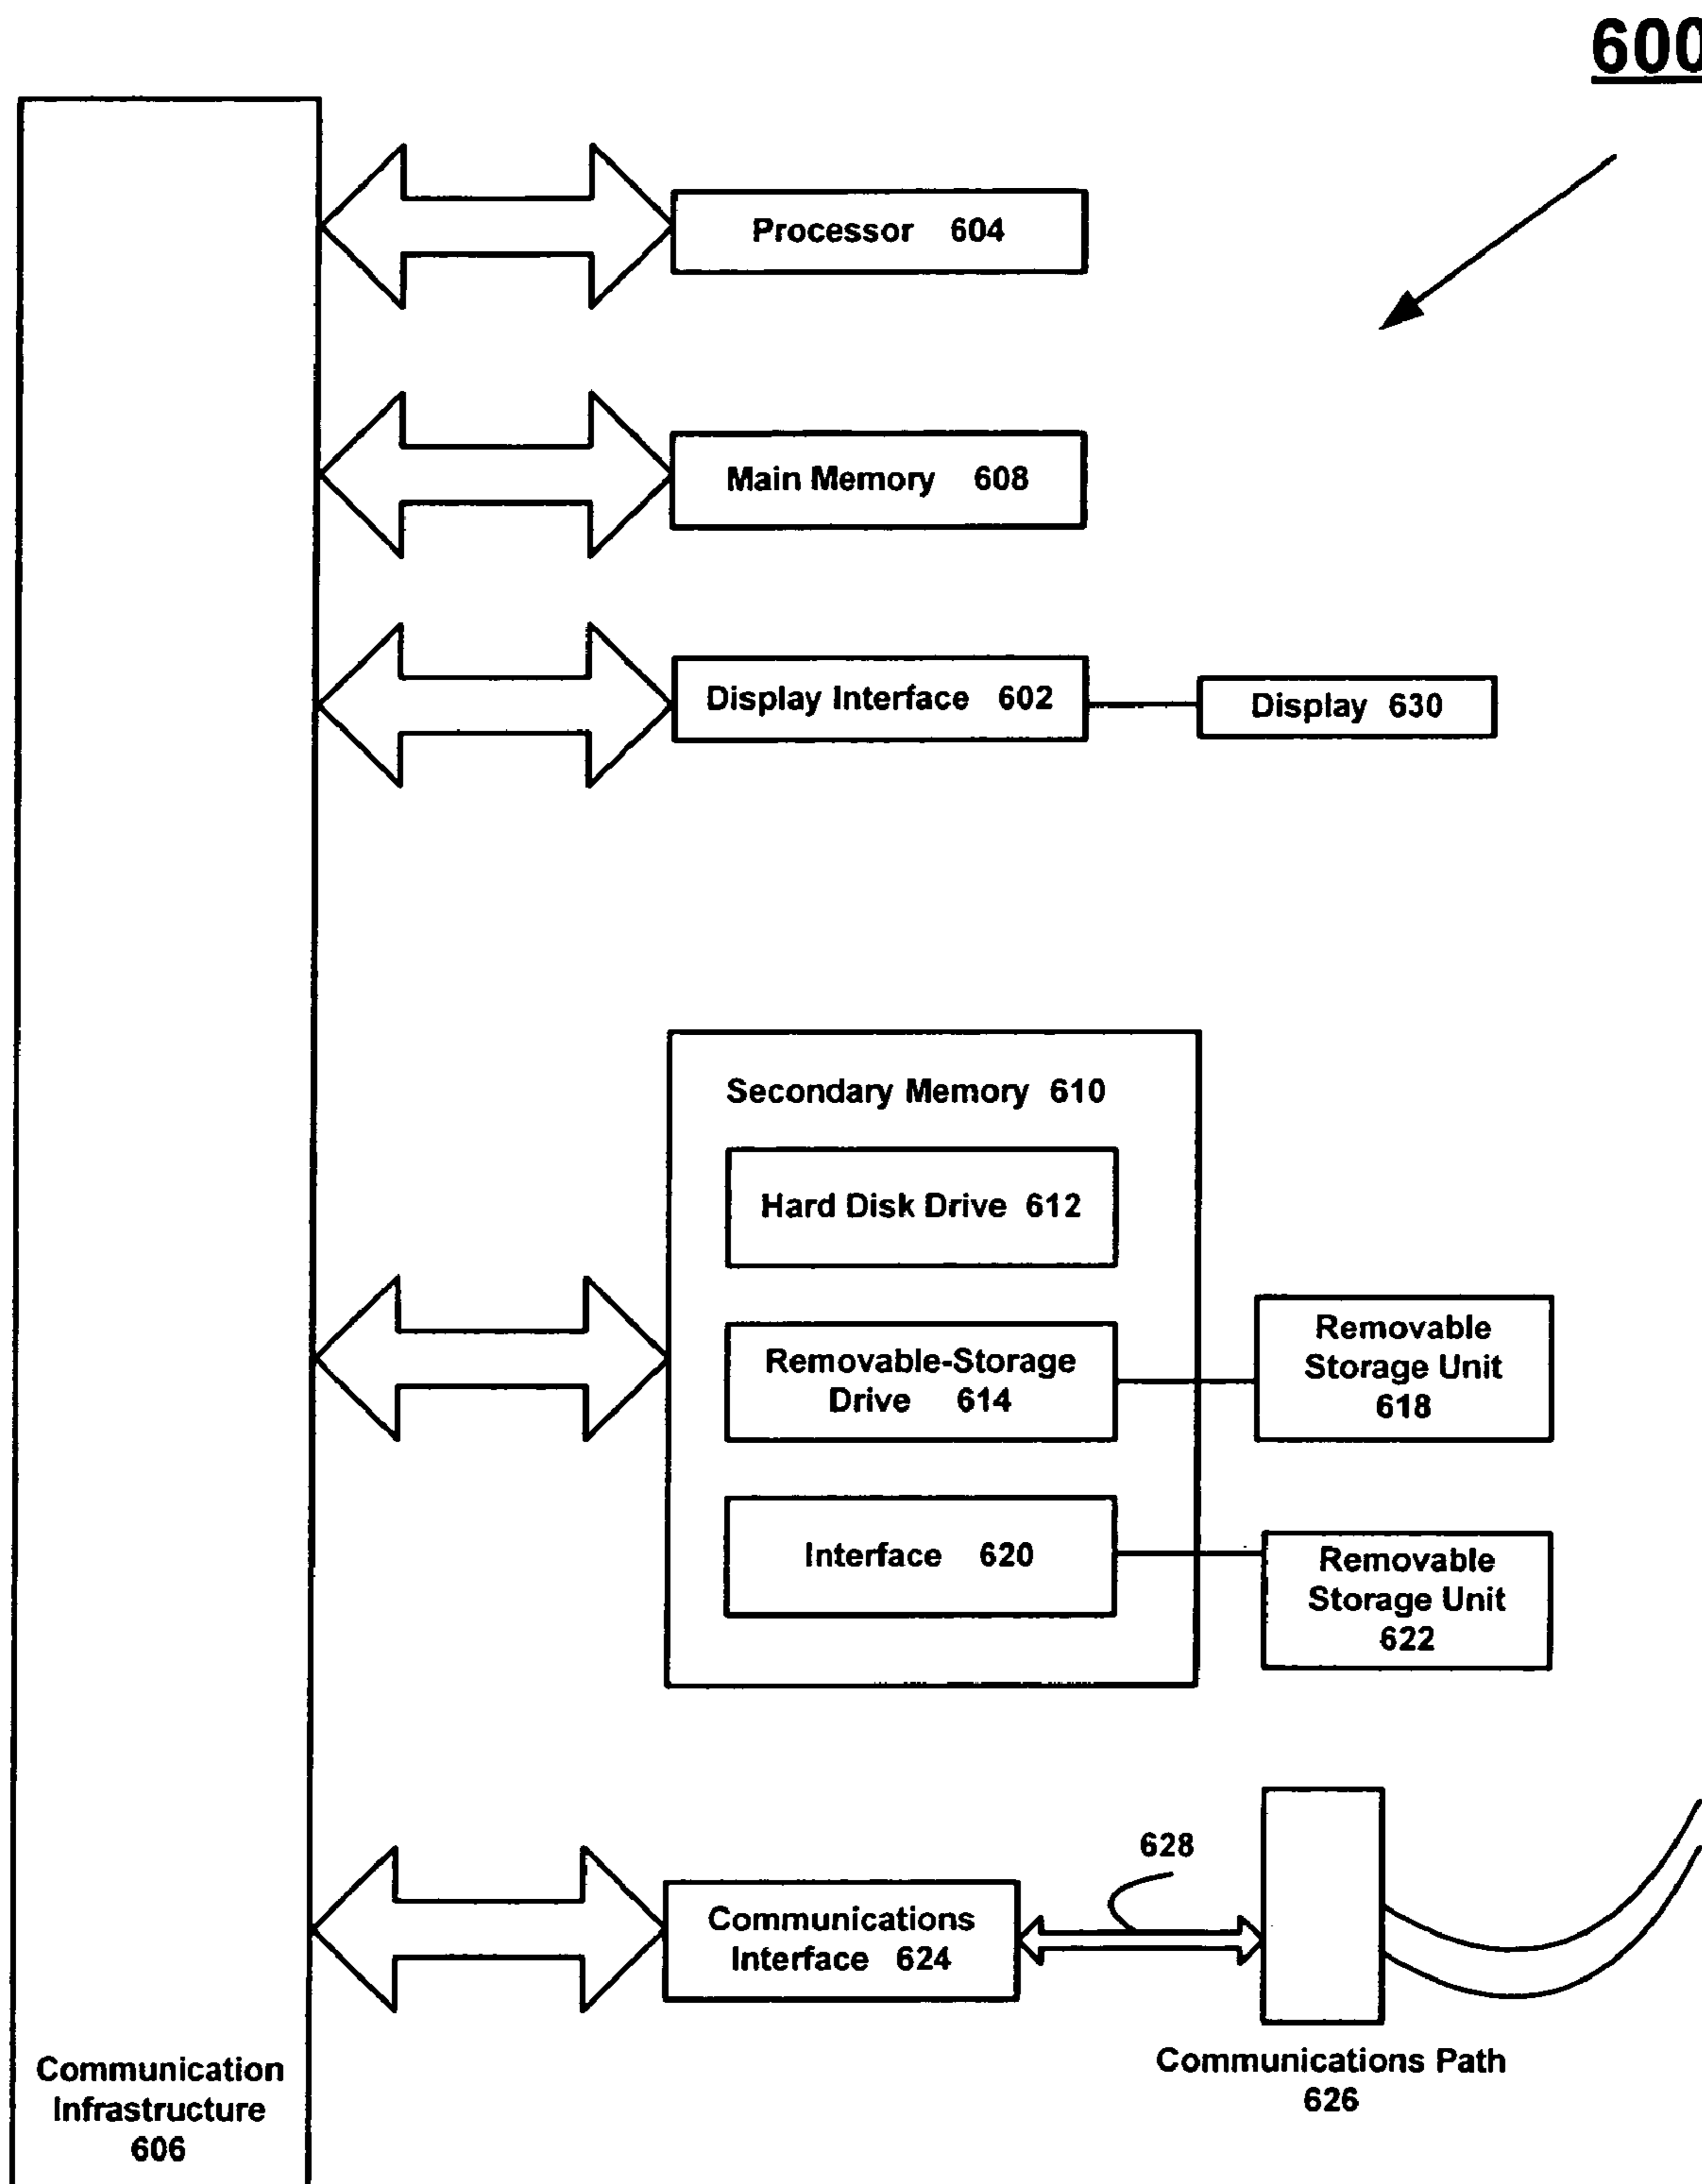 600
Processor 604
Main Memory 608
Display Interface 602
Display 630
Secondary Memory 610
Hard Disk Drive 612
Removable-Storage
Drive 614
Removable
Storage Unit
618
Interface 620
Removable
Storage Unit
622
628
Communications
Interface 624
Communications Path
626
Communication
Infrastructure
606